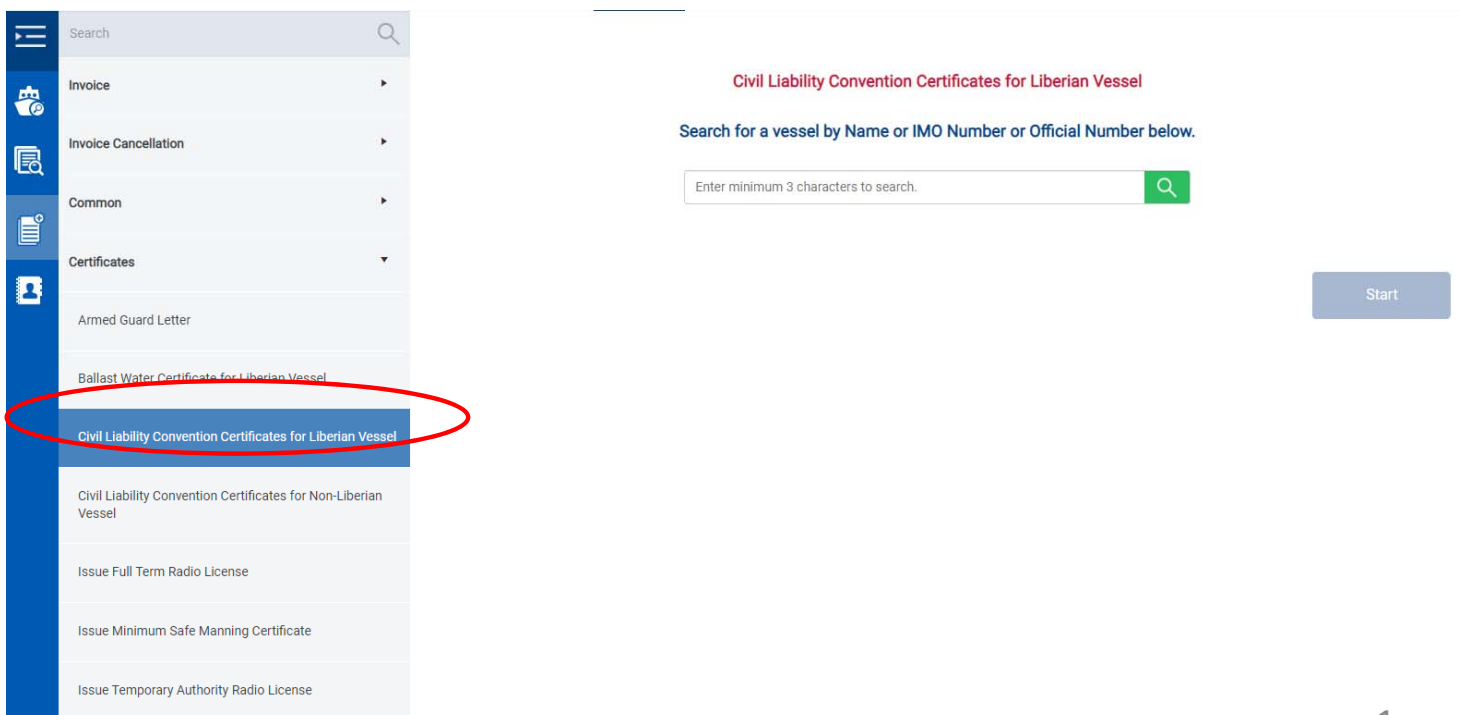 Search
Invoice
Invoice Cancellation
Common
Certificates
Armed Guard Letter
Ballast Water Certificate for Liberian Vessel
Civil Liability Convention Certificates for Liberian Vessel
Civil Liability Convention Certificates for Non-Liberian
Vessel
Issue Full Term Radio License
Issue Minimum Safe Manning Certificate
Issue Temporary Authority Radio License
Civil Liability Convention Certificates for Liberian Vessel
Search for a vessel by Name or IMO Number or Official Number below.
Enter minimum 3 characters to search.
Start